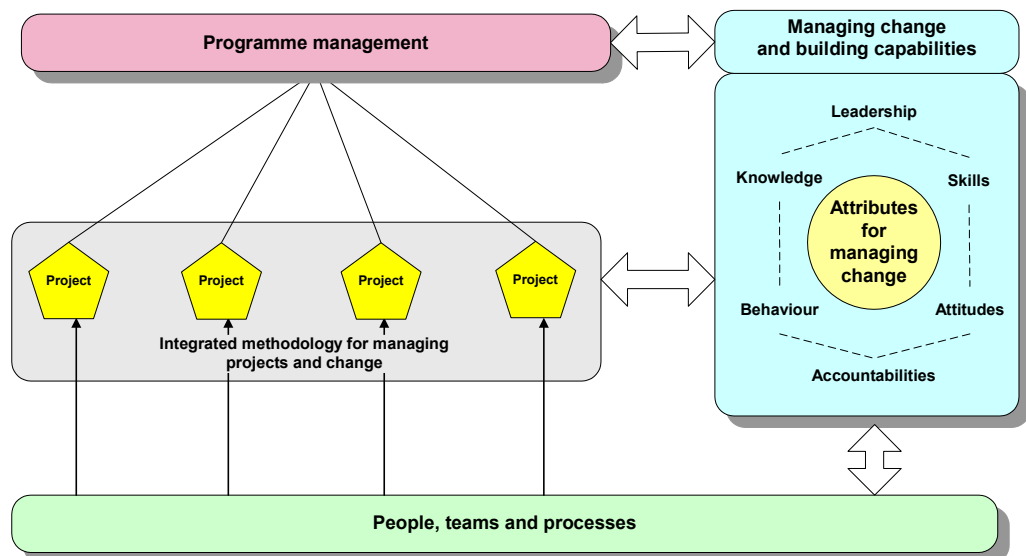 Programme management
Managing change
and building capabilities
Leadership
Knowledge
Skills
Attributes
for
managing
change
Behaviour
Attitudes
Accountabilities
Project
Project
Project
Project
Integrated methodology for managing
projects and change
People, teams and processes